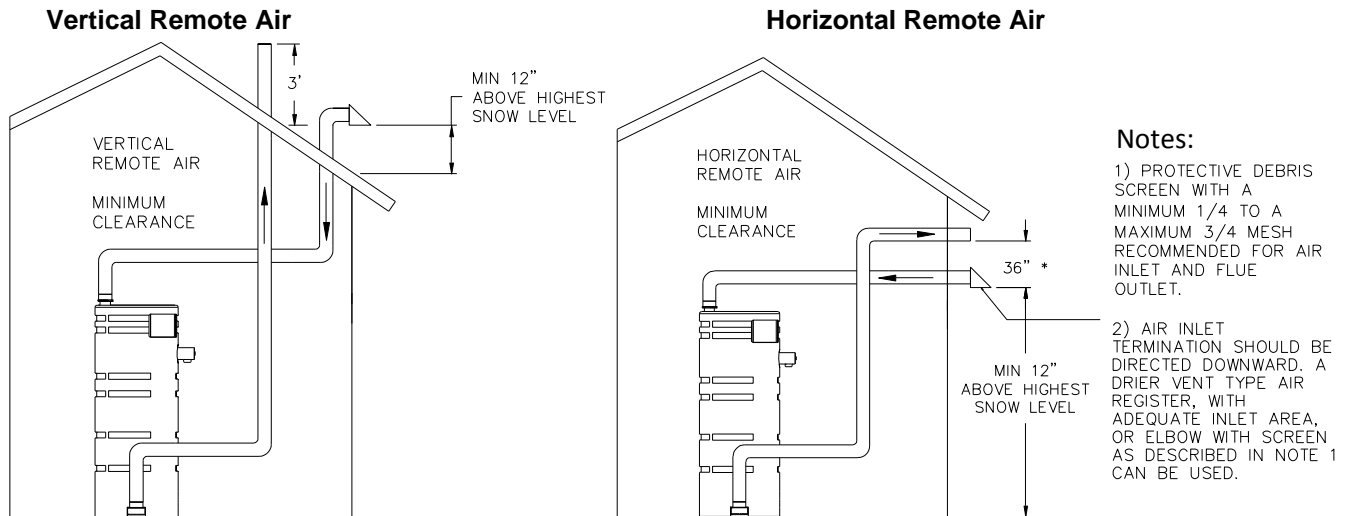 Vertical Remote Air
3'
MIN 12"
ABOVE HIGHEST
SNOW LEVEL
VERTICAL
REMOTE AIR
MINIMUM
CLEARANCE
Horizontal Remote Air
HORIZONTAL
REMOTE AIR
MINIMUM
CLEARANCE
36" *
MIN 12"
ABOVE HIGHEST
SNOW LEVEL
Notes:
1) PROTECTIVE DEBRIS
SCREEN WITH A
MINIMUM 1/4 TO A
MAXIMUM 3/4 MESH
RECOMMENDED FOR AIR
INLET AND FLUE
OUTLET.
2) AIR INLET
TERMINATION SHOULD BE
DIRECTED DOWNWARD. A
DRIER VENT TYPE AIR
REGISTER, WITH
ADEQUATE INLET AREA,
OR ELBOW WITH SCREEN
AS DESCRIBED IN NOTE 1
CAN BE USED.